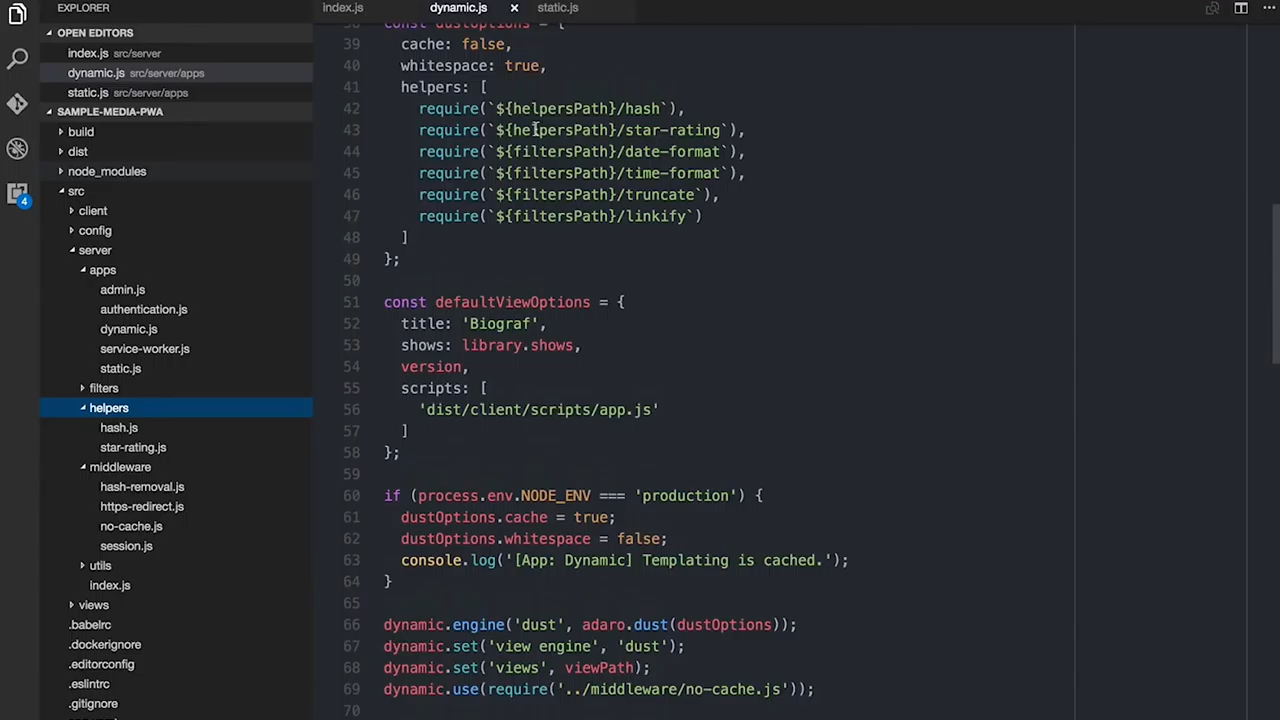 EXPLORER
OPEN EDITORS
index.js src/server
dynamic.js src/server/apps
static.js src/server/apps
SAMPLE-MEDIA-PWA
build
dist
node_modules
src
client
config
server
apps
admin.js
authentication.js
dynamic.js
service-worker.js
static.js
filters
helpers
hash.js
star-rating.js
middleware
hash-removal.js
https-redirect.js
no-cache.js
session.js
utils
index.js
views
.babelrc
.dockerignore
.editorconfig
.eslintrc
.gitignore
4
index.js dynamic.js static.js
const dustOptions = {
39 cache: false,
40 whitespace: true,
41 helpers: [
42 require(`${helpersPath}/hash`),
43 require(`${helpersPath}/star-rating`),
44 require(`${filtersPath}/date-format`),
45 require(`${filtersPath}/time-format`),
46 require(`${filtersPath}/truncate`),
47 require(`${filtersPath}/linkify`)
48 ]
49 };
50
51 const defaultViewOptions = {
52 title: 'Biograf',
53 shows: library.shows,
54 version,
55 scripts: [
56 'dist/client/scripts/app.js'
57 ]
58 };
59
60 if (process.env.NODE_ENV === 'production') {
61 dustOptions.cache = true;
62 dustOptions.whitespace = false;
63 console.log('[App: Dynamic] Templating is cached.');
64 }
65
66 dynamic.engine('dust', adaro.dust(dustOptions));
67 dynamic.set('view engine', 'dust');
68 dynamic.set('views', viewPath);
69 dynamic.use(require('../middleware/no-cache.js'));
70